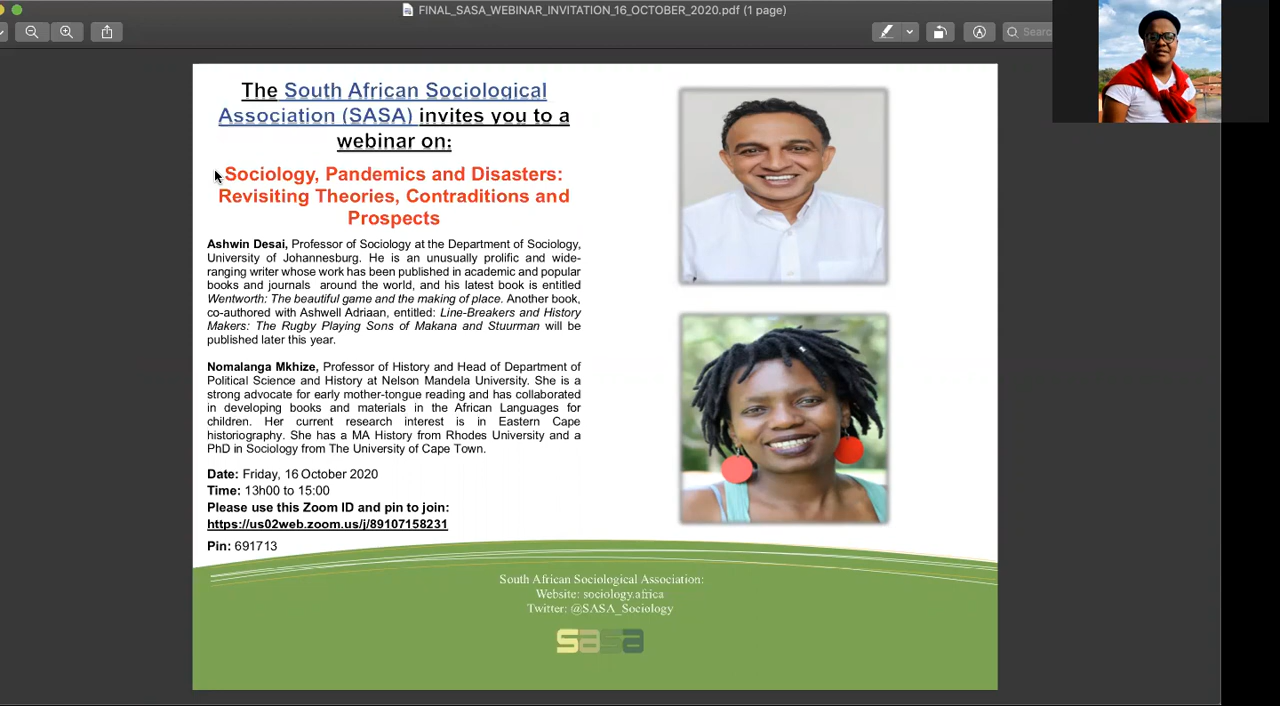 FINAL_SASA_WEBINAR_INVITATION_16_OCTOBER_2020.pdf (1 page)
Search
The South African Sociological
Association (SASA) invites you to a
webinar on:
Sociology, Pandemics and Disasters:
Revisiting Theories, Contraditions and
Prospects
Ashwin Desai, Professor of Sociology at the Department of Sociology,
University of Johannesburg. He is an unusually prolific and wide-
ranging writer whose work has been published in academic and popular
books and journals around the world, and his latest book is entitled
Wentworth: The beautiful game and the making of place. Another book,
co-authored with Ashwell Adriaan, entitled: Line-Breakers and History
Makers: The Rugby Playing Sons of Makana and Stuurman will be
published later this year.
Nomalanga Mkhize, Professor of History and Head of Department of
Political Science and History at Nelson Mandela University. She is a
strong advocate for early mother-tongue reading and has collaborated
in developing books and materials in the African Languages for
children. Her current research interest is in Eastern Cape
historiography. She has a MA History from Rhodes University and a
PhD in Sociology from The University of Cape Town.
Date: Friday, 16 October 2020
Time: 13h00 to 15:00
Please use this Zoom ID and pin to join:
https://us02web.zoom.us/j/89107158231
Pin: 691713
South African Sociological Association:
Website: sociology.africa
Twitter: @SASA_Sociology
sasa